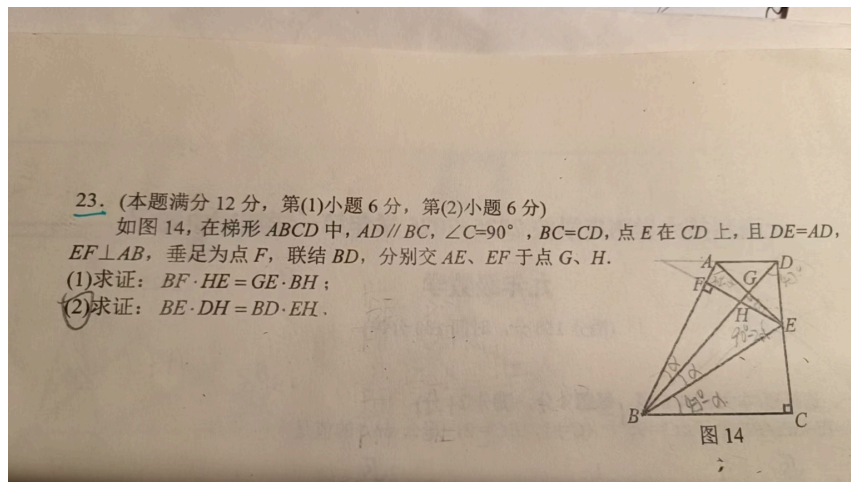 23. (本题满分 12 分，第(1)小题 6 分，第(2)小题 6 分)
如图 14，在梯形 ABCD 中，AD∥BC，∠C=90°，BC=CD，点 E 在 CD 上，且 DE=AD，
EF⊥AB，垂足为点 F，联结 BD，分别交 AE、EF 于点 G、H.
(1)求证：BF·HE=GE·BH；
(2)求证：BE·DH=BD·EH.
A
D
F
G
H
E
90°-2α
α
α
45°-α
B
C
图 14